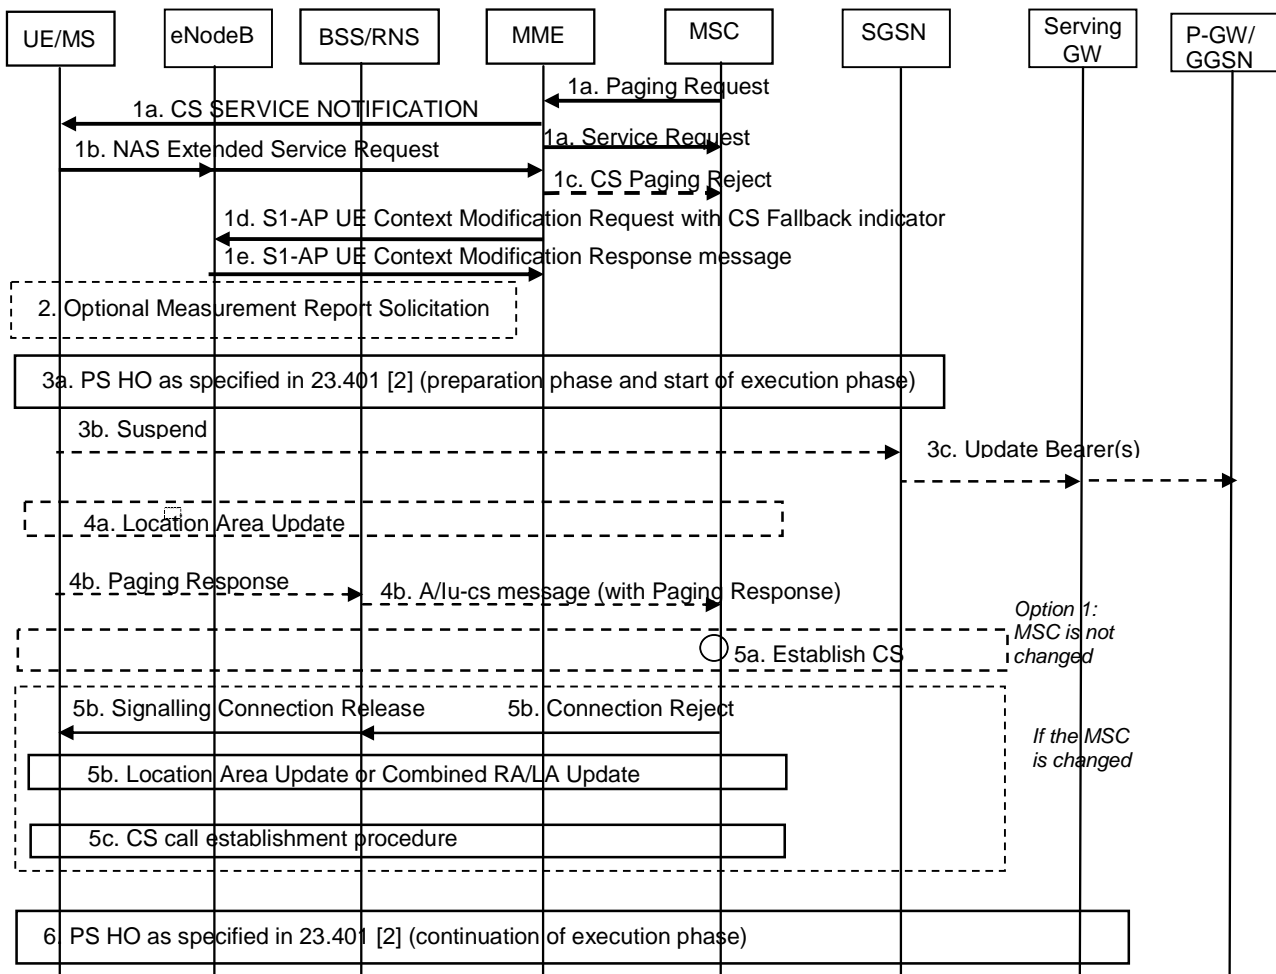 UE/MS
eNodeB
BSS/RNS
MME
MSC
SGSN
Serving
GW
P-GW/
GGSN
1a. Paging Request
1a. CS SERVICE NOTIFICATION
1a. Service Request
1b. NAS Extended Service Request
1c. CS Paging Reject
1d. S1-AP UE Context Modification Request with CS Fallback indicator
1e. S1-AP UE Context Modification Response message
2. Optional Measurement Report Solicitation
3a. PS HO as specified in 23.401 [2] (preparation phase and start of execution phase)
3b. Suspend
3c. Update Bearer(s)
4a. Location Area Update
4b. Paging Response
4b. A/Iu-cs message (with Paging Response)
Option 1:
MSC is not
changed
5a. Establish CS
5b. Signalling Connection Release
5b. Connection Reject
If the MSC
is changed
5b. Location Area Update or Combined RA/LA Update
5c. CS call establishment procedure
6. PS HO as specified in 23.401 [2] (continuation of execution phase)